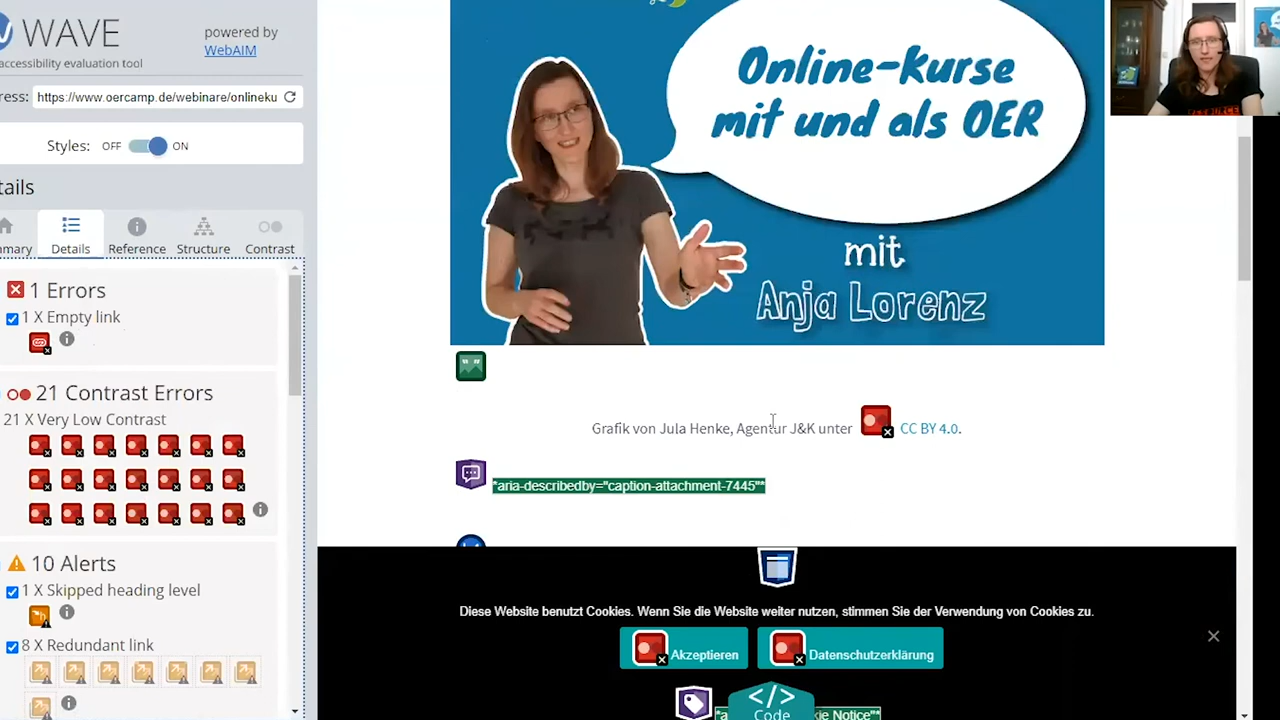 WAVE
powered by
WebAIM
accessibility evaluation tool
ress:
https://www.oercamp.de/webinare/onlineku
Styles: OFF ON
tails
mmary
Details
Reference
Structure
Contrast
1 Errors
1 X Empty link
21 Contrast Errors
21 X Very Low Contrast
10 Alerts
1 X Skipped heading level
8 X Redundant link
Online-Kurse
mit und als OER
mit
Anja Lorenz
Grafik von Jula Henke, Agentur J&K unter CC BY 4.0.
*aria-describedby="caption-attachment-7445"*
Diese Website benutzt Cookies. Wenn Sie die Website weiter nutzen, stimmen Sie der Verwendung von Cookies zu.
Akzeptieren
Datenschutzerklärung
</>
Code
*a
kie Notice"*